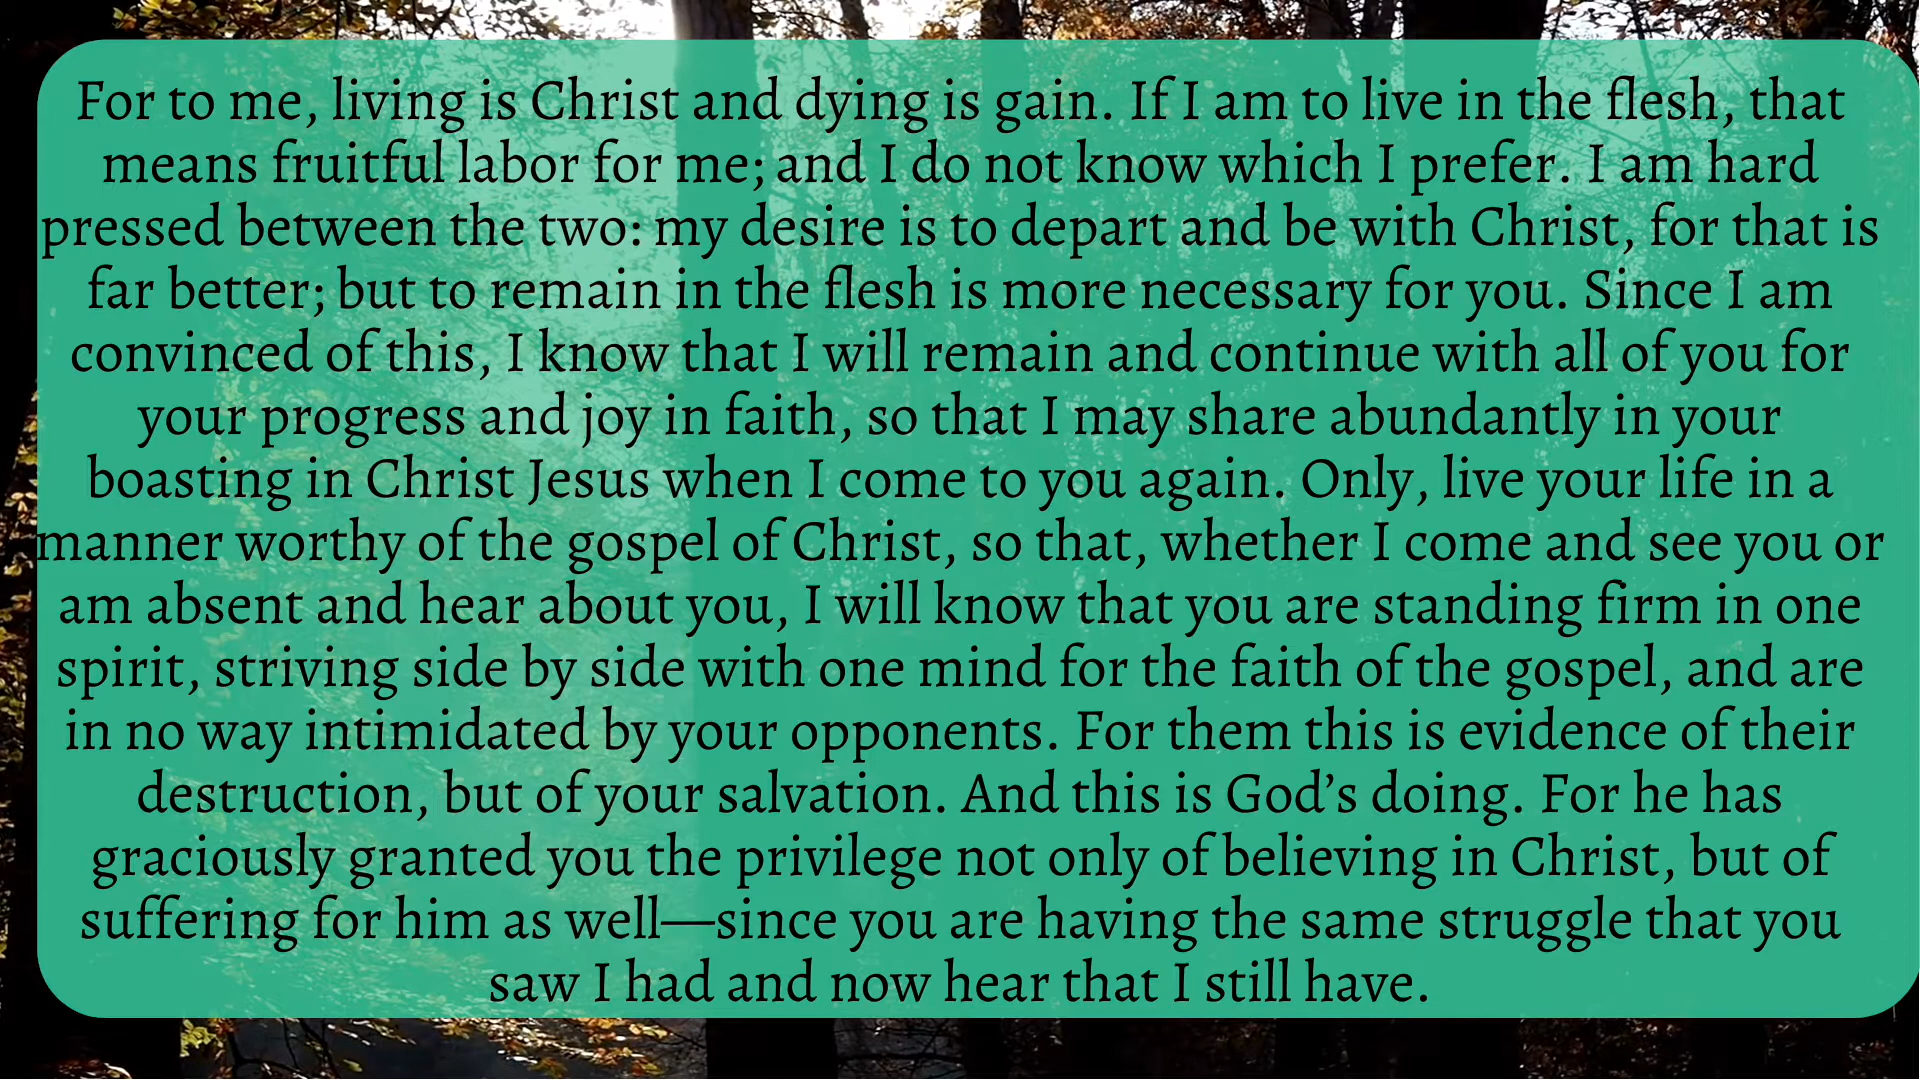 For to me, living is Christ and dying is gain. If I am to live in the flesh, that
means fruitful labor for me; and I do not know which I prefer. I am hard
pressed between the two: my desire is to depart and be with Christ, for that is
far better; but to remain in the flesh is more necessary for you. Since I am
convinced of this, I know that I will remain and continue with all of you for
your progress and joy in faith, so that I may share abundantly in your
boasting in Christ Jesus when I come to you again. Only, live your life in a
manner worthy of the gospel of Christ, so that, whether I come and see you or
am absent and hear about you, I will know that you are standing firm in one
spirit, striving side by side with one mind for the faith of the gospel, and are
in no way intimidated by your opponents. For them this is evidence of their
destruction, but of your salvation. And this is God’s doing. For he has
graciously granted you the privilege not only of believing in Christ, but of
suffering for him as well—since you are having the same struggle that you
saw I had and now hear that I still have.